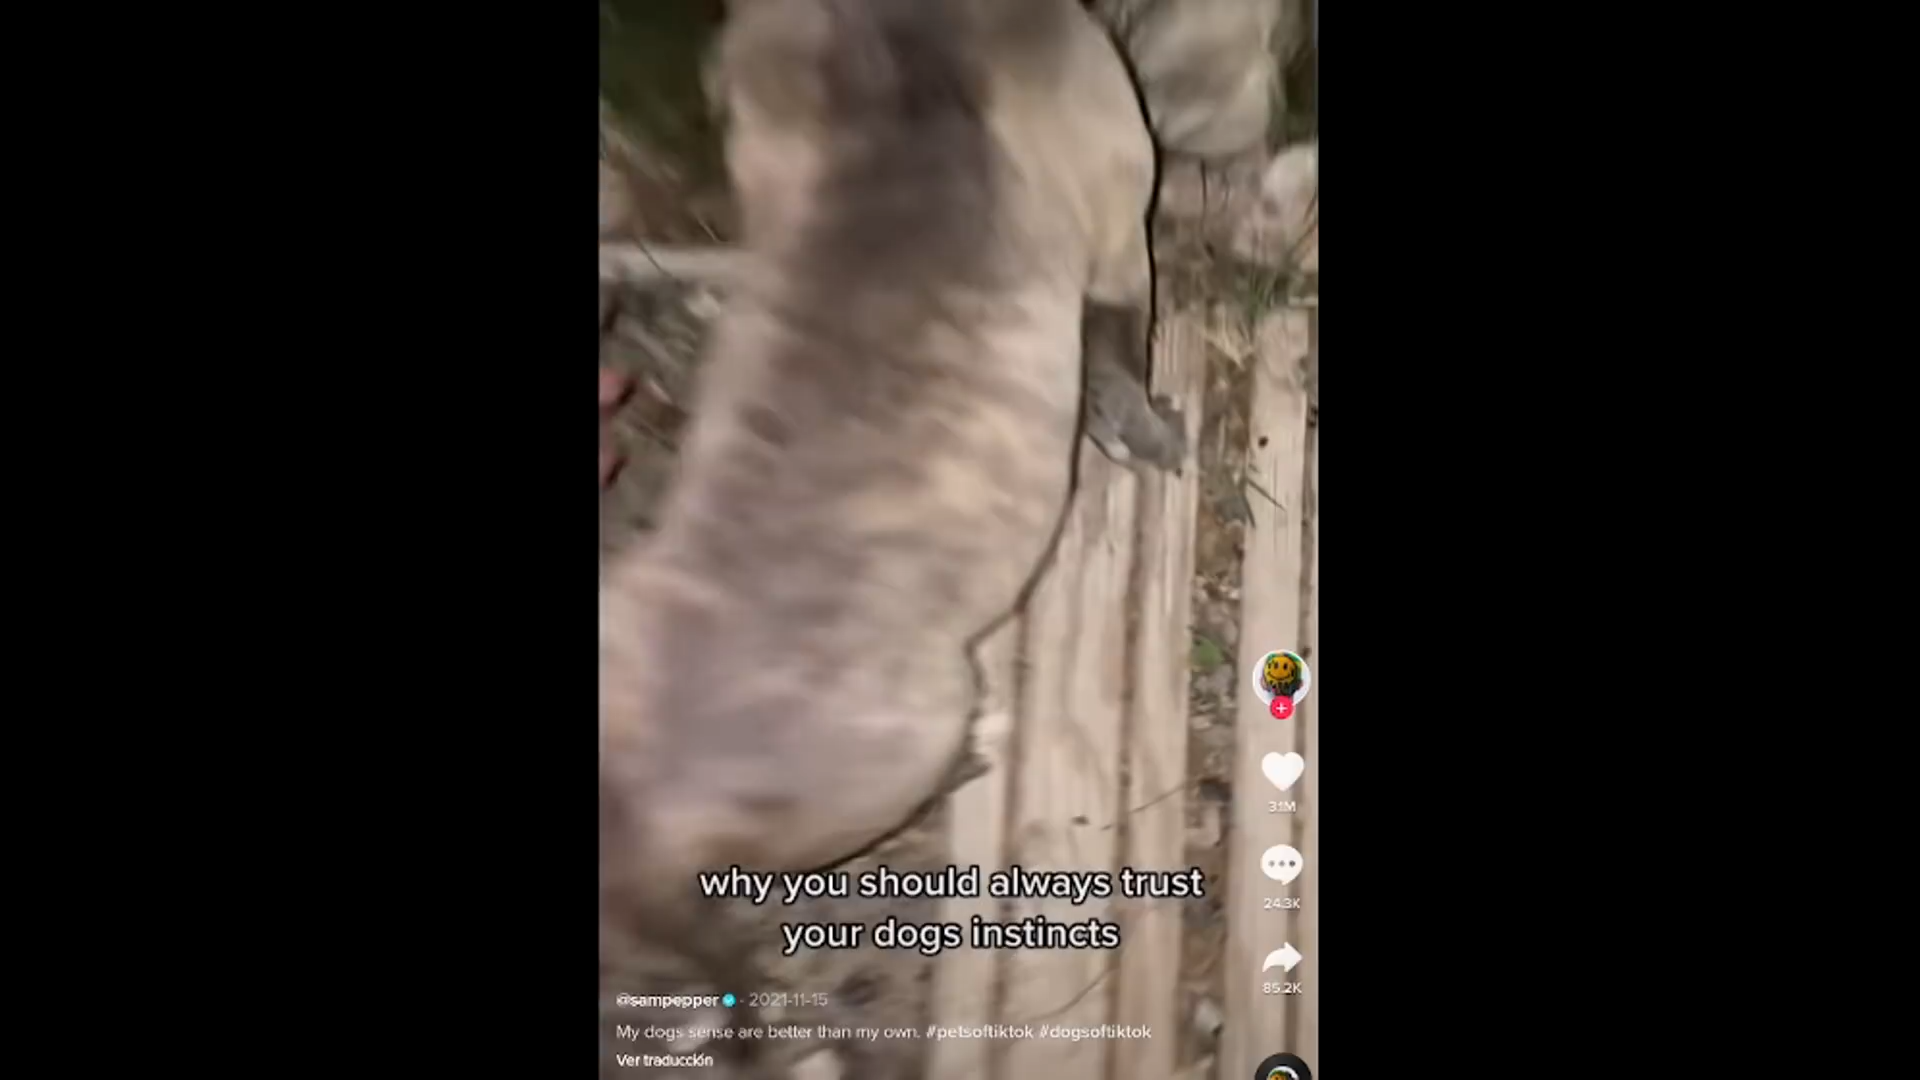 why you should always trust
your dogs instincts
@sampepper · 2021-11-15
My dogs sense are better than my own. #petsoftiktok #dogsoftiktok
Ver traducción
3.1M
24.3K
85.2K